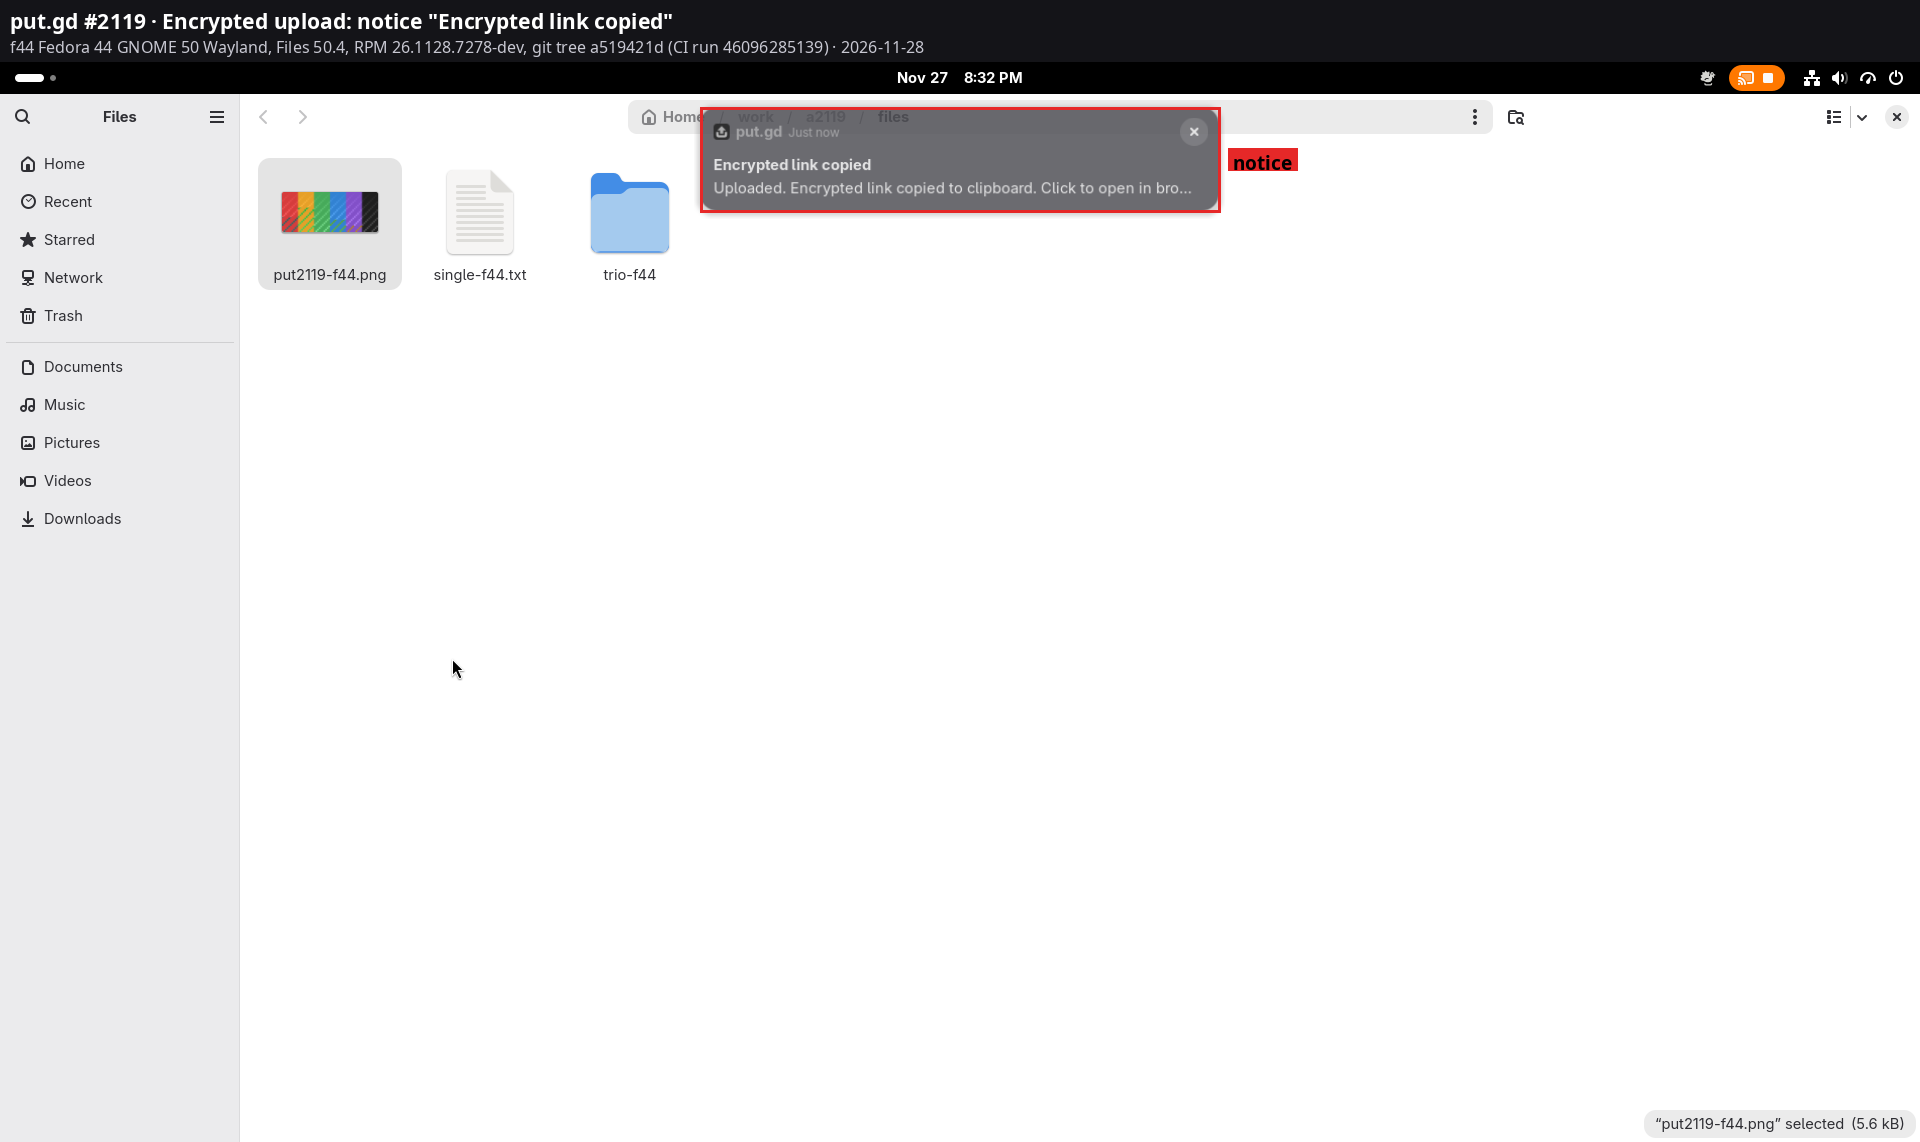 put.gd #2119 · Encrypted upload: notice "Encrypted link copied"
f44 Fedora 44 GNOME 50 Wayland, Files 50.4, RPM 26.1128.7278-dev, git tree a519421d (CI run 46096285139) · 2026-11-28
Nov 27 8:32 PM
Files
Home / work / a2119 / files
put.gd Just now
Encrypted link copied
Uploaded. Encrypted link copied to clipboard. Click to open in bro...
notice
Home
Recent
Starred
Network
Trash
Documents
Music
Pictures
Videos
Downloads
put2119-f44.png
single-f44.txt
trio-f44
“put2119-f44.png” selected (5.6 kB)